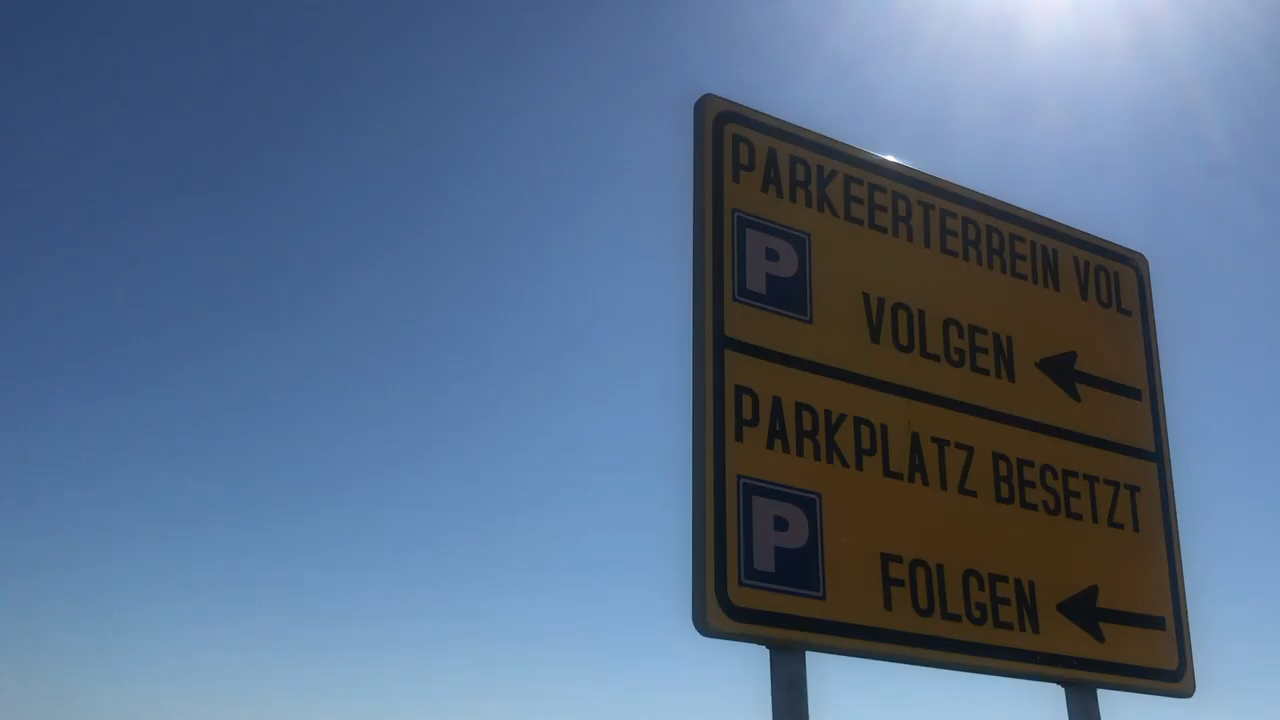 PARKEERTERREIN VOL
P
VOLGEN
PARKPLATZ BESETZT
P
FOLGEN